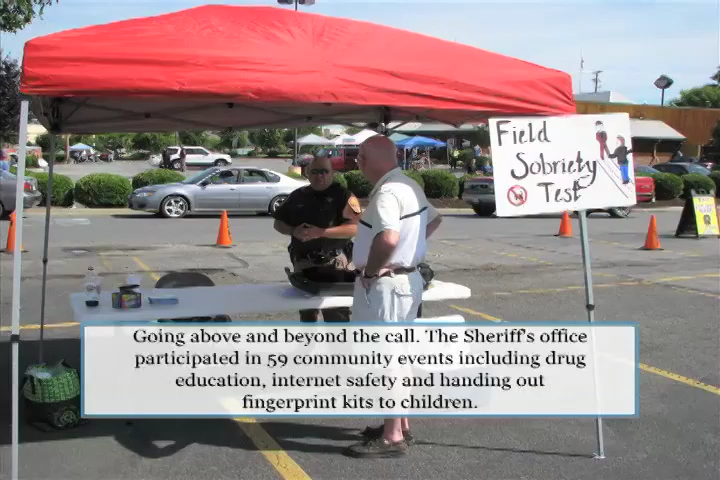 Field
Sobriety
Test
Going above and beyond the call. The Sheriff's office
participated in 59 community events including drug
education, internet safety and handing out
fingerprint kits to children.